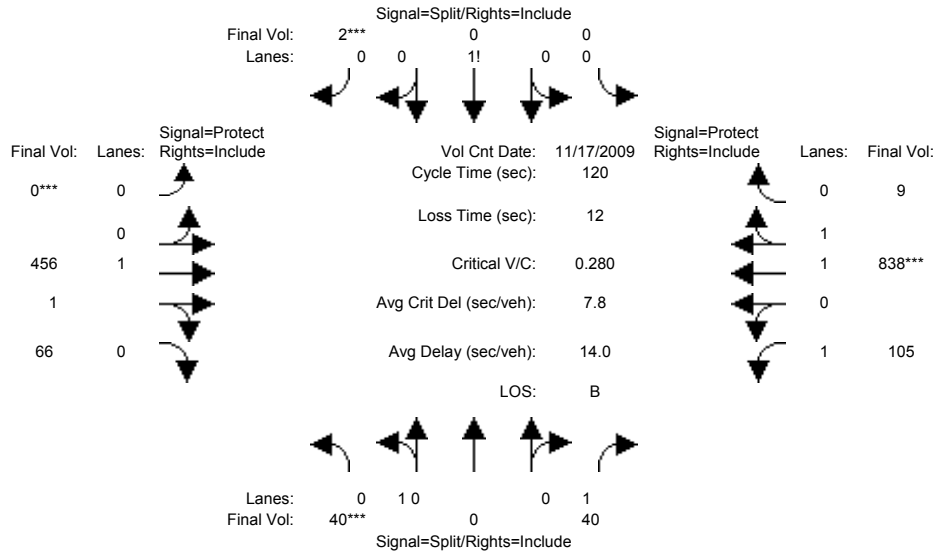 Signal=Split/Rights=Include
Final Vol: 2*** 0 0
Lanes: 0 0 1! 0 0
Signal=Protect Signal=Protect
Final Vol: Lanes: Rights=Include Vol Cnt Date: 11/17/2009 Rights=Include Lanes: Final Vol:
Cycle Time (sec): 120
0*** 0 0 9
Loss Time (sec): 12
0 1
456 1 Critical V/C: 0.280 1 838***
1 0 Avg Crit Del (sec/veh): 7.8 0
66 0 Avg Delay (sec/veh): 14.0 1 105
LOS: B
Lanes: 0 1 0 0 1
Final Vol: 40*** 0 40
Signal=Split/Rights=Include